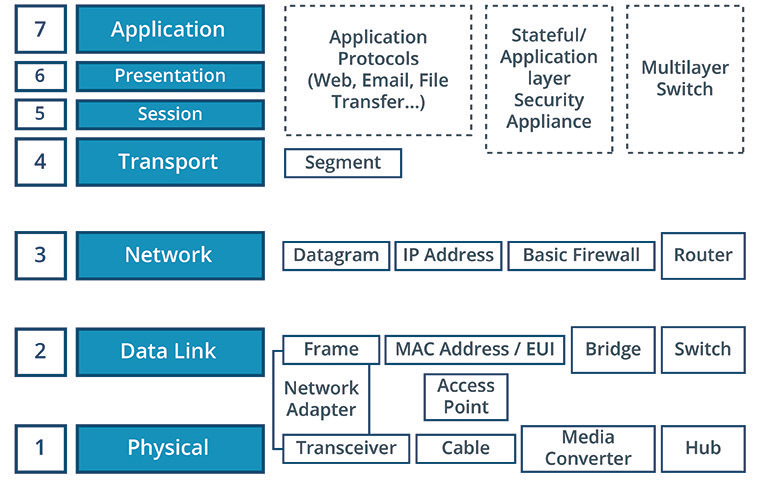 7
Application
6
Presentation
5
Session
4
Transport
Application
Protocols
(Web, Email, File
Transfer...)
Stateful/
Application
layer
Security
Appliance
Multilayer
Switch
Segment
3
Network
Datagram
IP Address
Basic Firewall
Router
2
Data Link
Frame
MAC Address / EUI
Bridge
Switch
Network
Adapter
Access
Point
1
Physical
Transceiver
Cable
Media
Converter
Hub